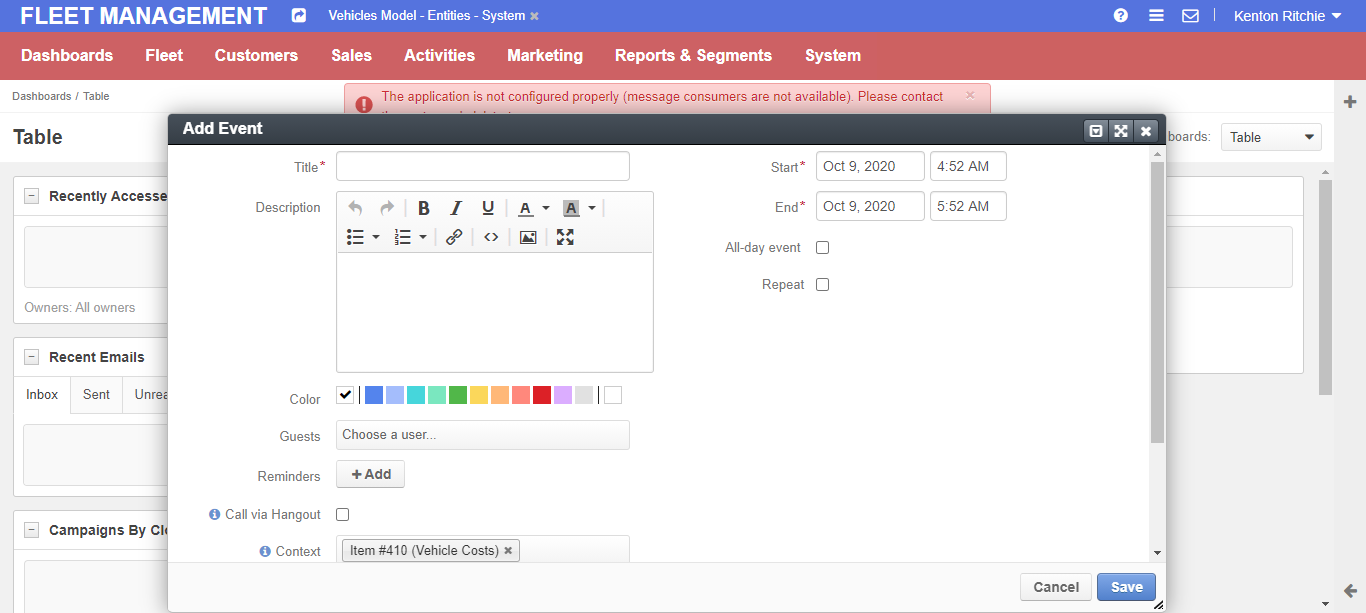 FLEET MANAGEMENT
Vehicles Model - Entities - System
Kenton Ritchie
Dashboards Fleet Customers Sales Activities Marketing Reports & Segments System
Dashboards / Table
The application is not configured properly (message consumers are not available). Please contact
Table
boards: Table
Add Event
Recently Accesse
Owners: All owners
Recent Emails
Inbox Sent Unrea
Campaigns By Cl
Title*
Start* Oct 9, 2020 4:52 AM
Description
B I U A A
End* Oct 9, 2020 5:52 AM
All-day event
Repeat
Color
Guests Choose a user...
Reminders + Add
Call via Hangout
Context Item #410 (Vehicle Costs)
Cancel Save